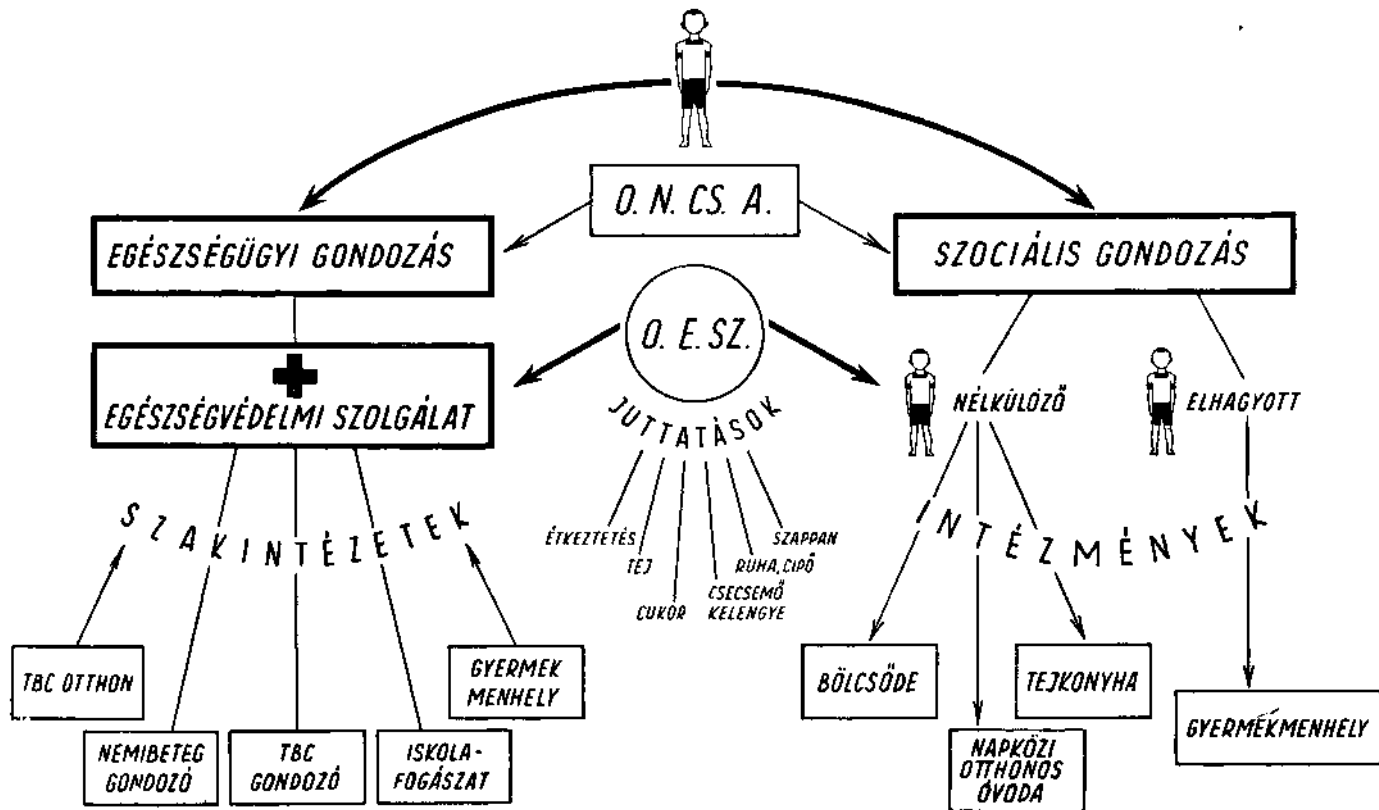 O. N. CS. A.
EGÉSZSÉGÜGYI GONDOZÁS
SZOCIÁLIS GONDOZÁS
O. E. SZ.
EGÉSZSÉGVÉDELMI SZOLGÁLAT
NÉLKÜLÖZŐ
ELHAGYOTT
JUTTATÁSOK
SZAKINTÉZETEK
INTÉZMÉNYEK
ÉTKEZTETÉS
TEJ
CUKOR
CSECSEMŐ
KELENGYE
RUHA, CIPŐ
SZAPPAN
TBC OTTHON
NEMIBETEG
GONDOZÓ
TBC
GONDOZÓ
ISKOLA-
FOGÁSZAT
GYERMEK
MENHELY
BÖLCSŐDE
NAPKÖZI
OTTHONOS
ÓVODA
TEJKONYHA
GYERMEKMENHELY